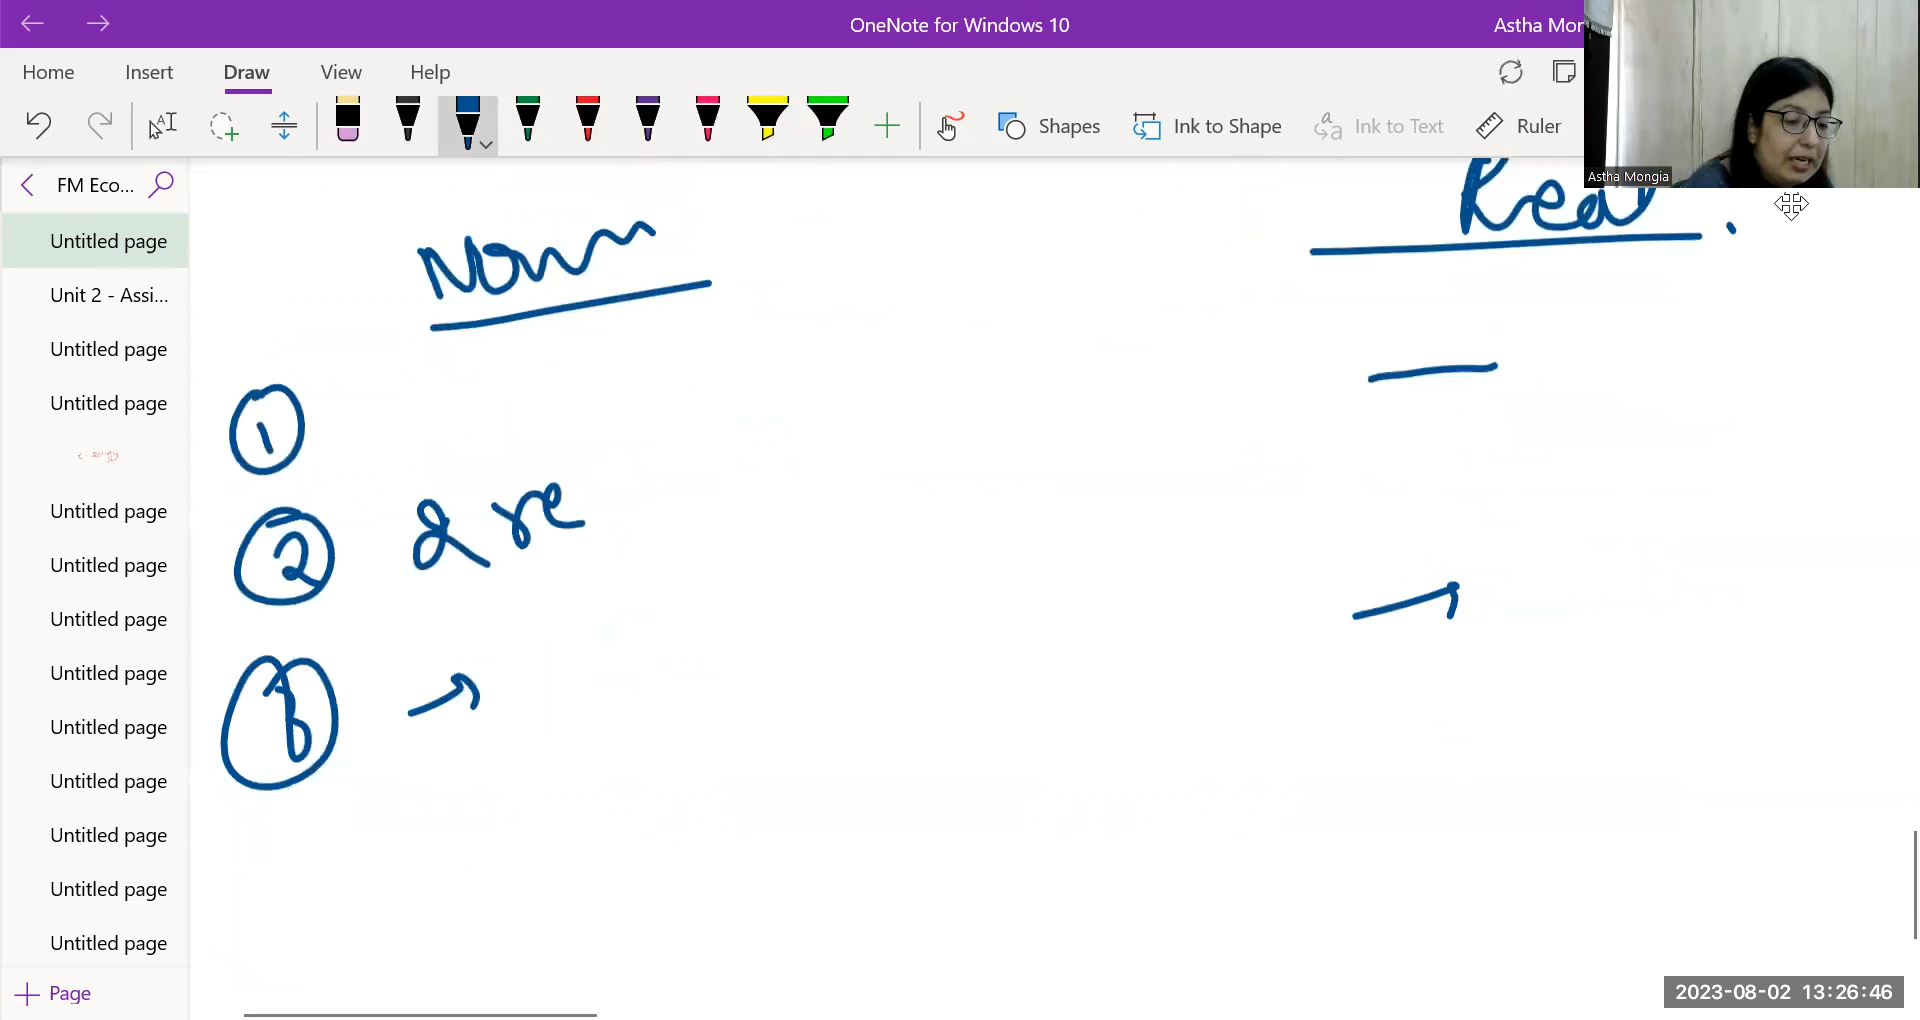 OneNote for Windows 10
Astha Mon
Home Insert Draw View Help
Shapes Ink to Shape Ink to Text Ruler
Astha Mongia
FM Eco...
Untitled page
Unit 2 - Assi...
Untitled page
Untitled page
Untitled page
Untitled page
Untitled page
Untitled page
Untitled page
Untitled page
Untitled page
Untitled page
Untitled page
Page
Real
1
2 & re
3
2023-08-02 13:26:46